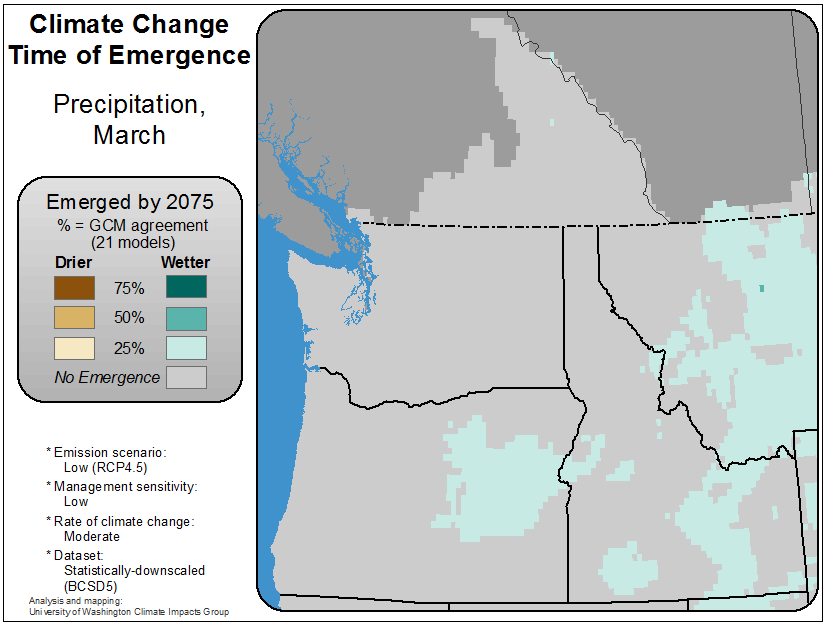 Climate Change
Time of Emergence
Precipitation,
March
Emerged by 2075
% = GCM agreement
(21 models)
Drier Wetter
75%
50%
25%
No Emergence
* Emission scenario:
Low (RCP4.5)
* Management sensitivity:
Low
* Rate of climate change:
Moderate
* Dataset:
Statistically-downscaled
(BCSD5)
Analysis and mapping:
University of Washington Climate Impacts Group